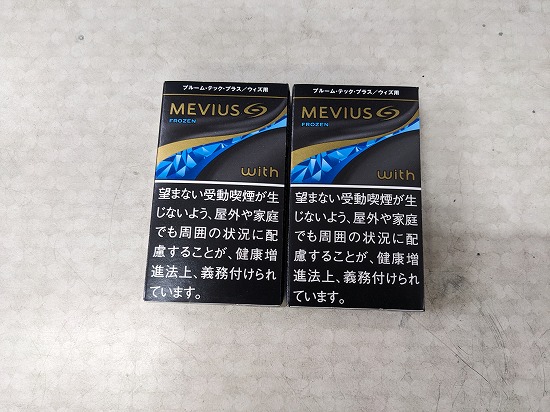 プルーム・テック・プラス/ウィズ用
MEVIUS
FROZEN
with
望まない受動喫煙が生
じないよう、屋外や家庭
でも周囲の状況に配
慮することが、健康増
進法上、義務付けられ
ています。
プルーム・テック・プラス/ウィズ用
MEVIUS
FROZEN
with
望まない受動喫煙が生
じないよう、屋外や家庭
でも周囲の状況に配
慮することが、健康増
進法上、義務付けられ
ています。